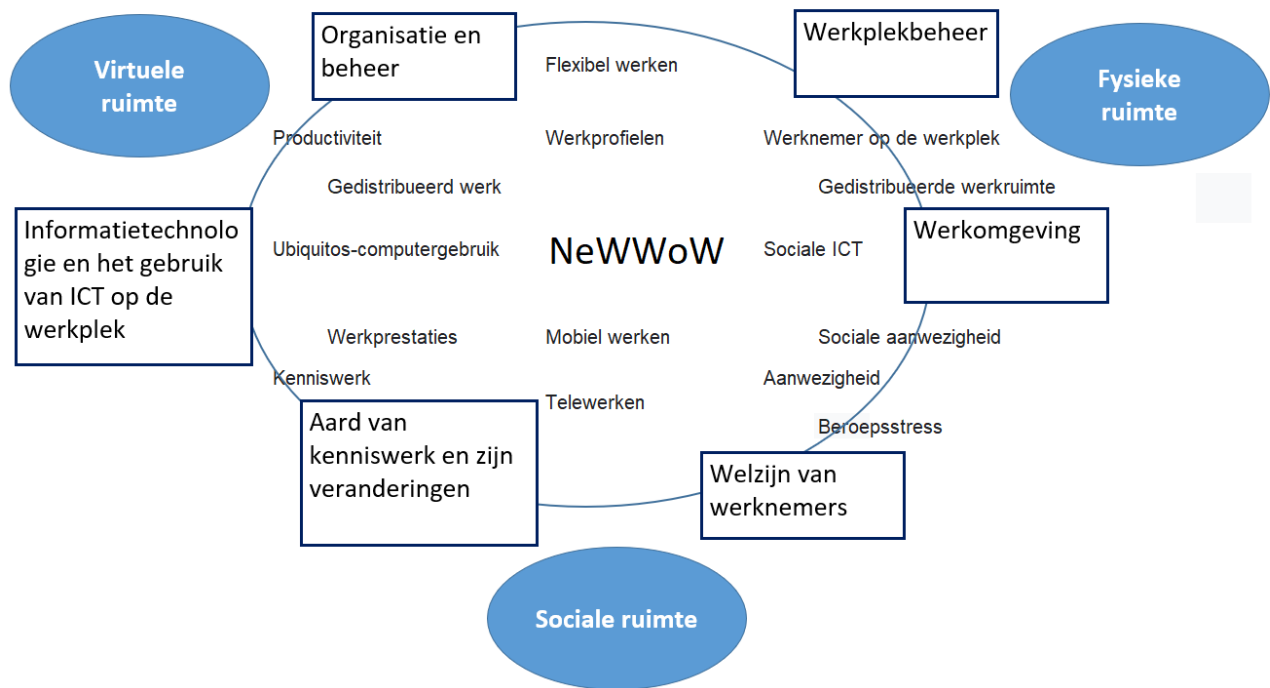 Organisatie en
beheer
Werkplekbeheer
Virtuele
ruimte
Flexibel werken
Fysieke
ruimte
Productiviteit
Werkprofielen
Werknemer op de werkplek
Gedistribueerd werk
Gedistribueerde werkruimte
Informatietechnolo
gie en het gebruik
van ICT op de
werkplek
Ubiquitos-computergebruik
NeWWoW
Sociale ICT
Werkomgeving
Werkprestaties
Mobiel werken
Sociale aanwezigheid
Kenniswerk
Aanwezigheid
Telewerken
Beroepsstress
Aard van
kenniswerk en zijn
veranderingen
Welzijn van
werknemers
Sociale ruimte